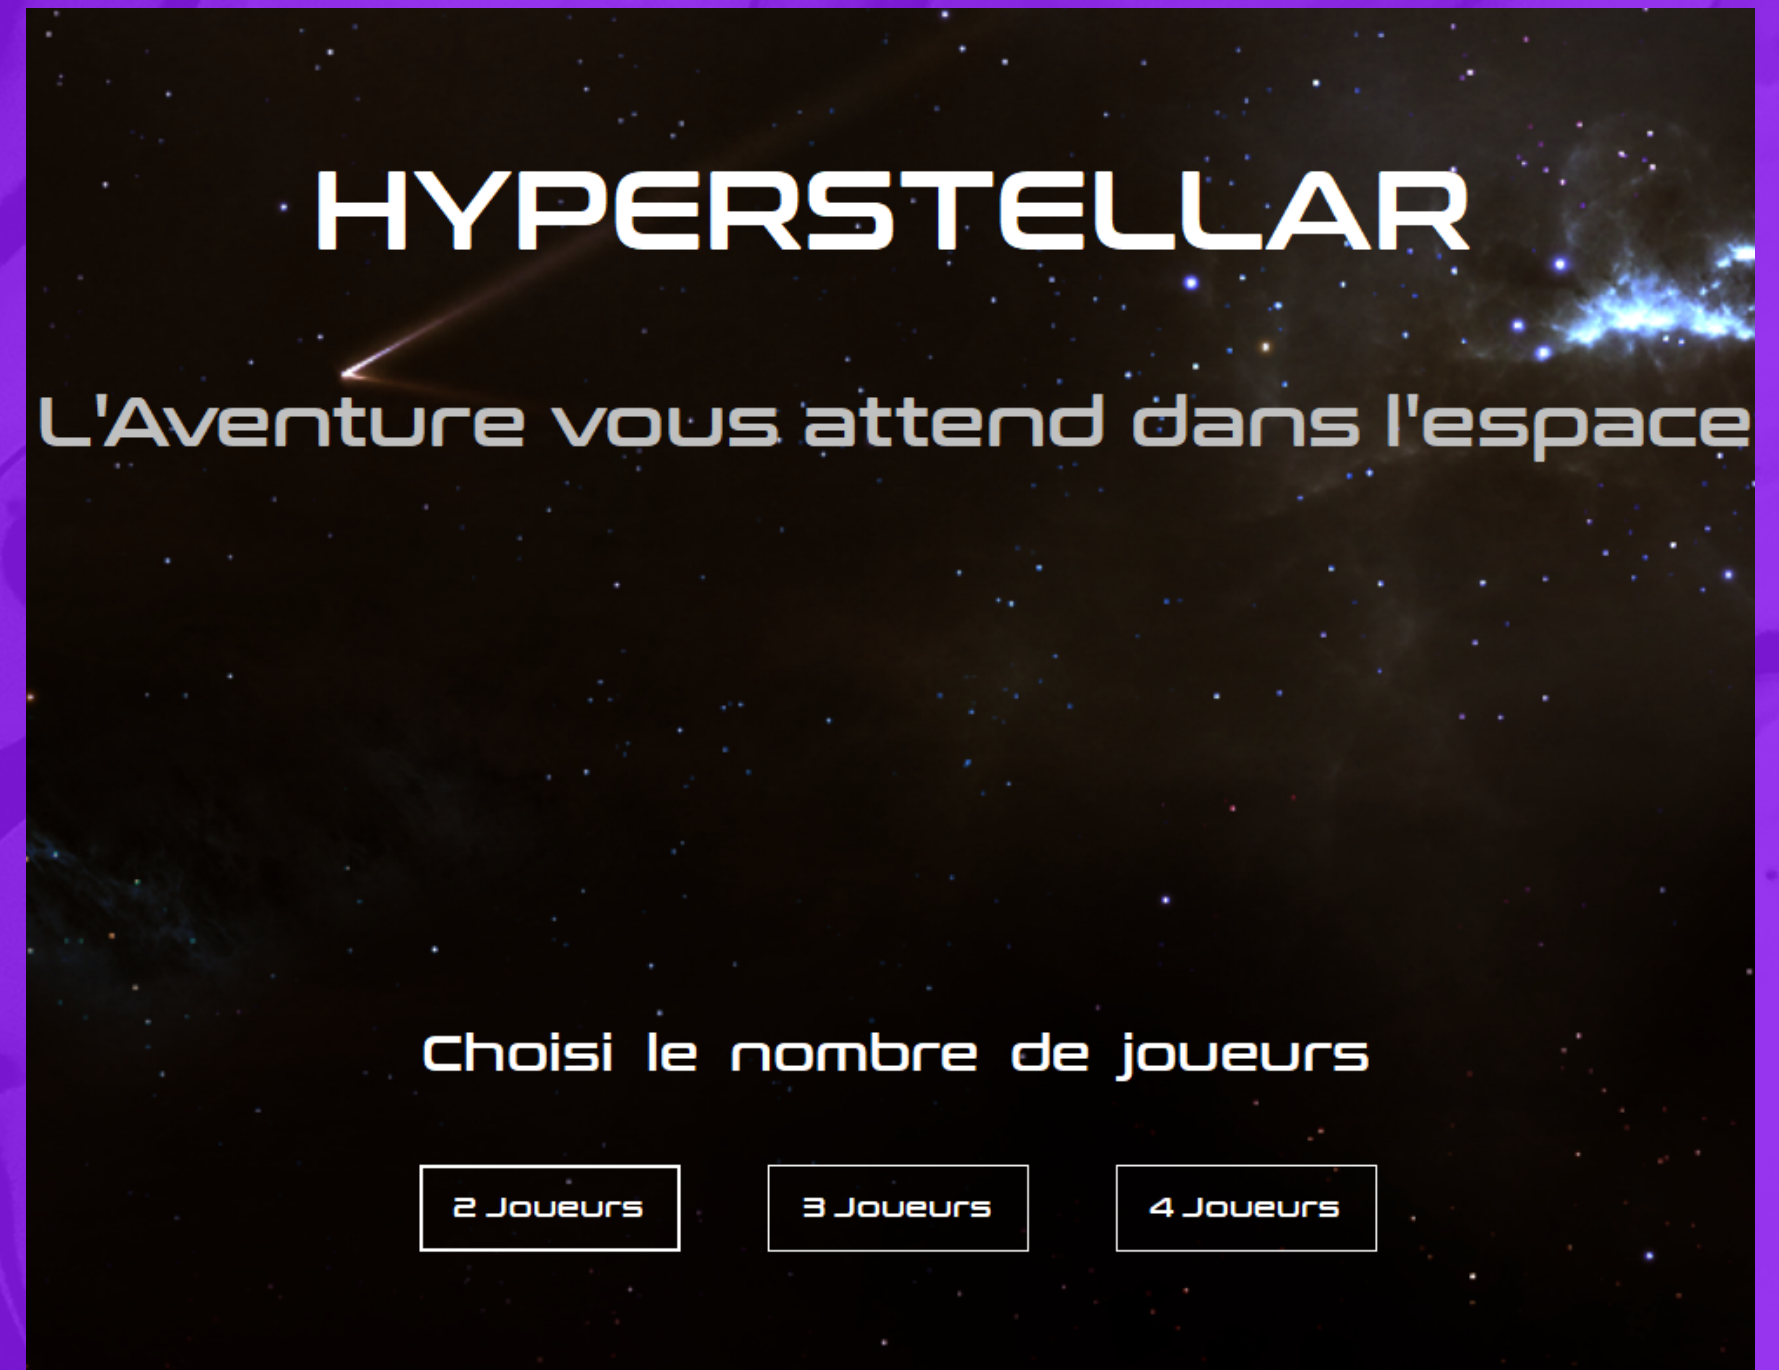 HYPERSTELLAR
L'Aventure vous attend dans l'espace
Choisi le nombre de joueurs
2 Joueurs
3 Joueurs
4 Joueurs